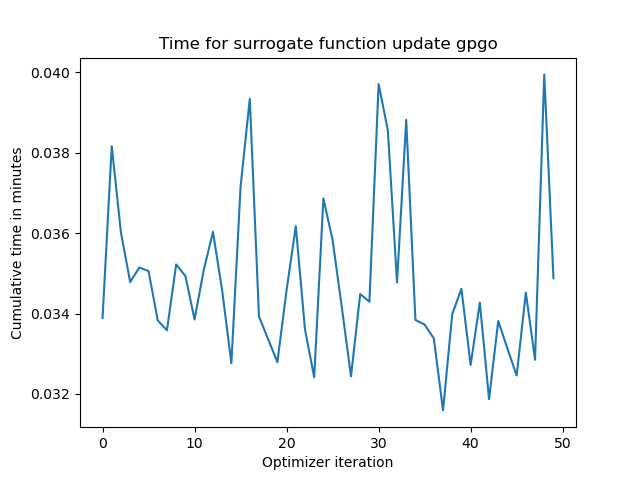 Time for surrogate function update gpgo
0.040
0.038
0.036
0.034
0.032
Cumulative time in minutes
0 10 20 30 40 50
Optimizer iteration